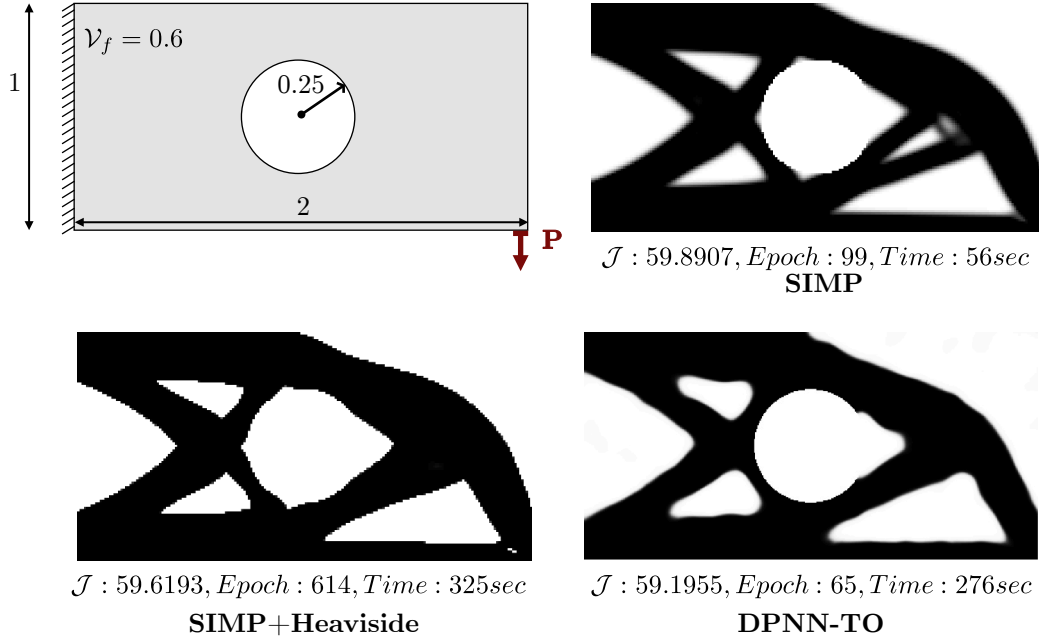 𝒱_f = 0.6
0.25
1
2
P
𝒥 : 59.8907, Epoch : 99, Time : 56sec
SIMP
𝒥 : 59.6193, Epoch : 614, Time : 325sec
SIMP+Heaviside
𝒥 : 59.1955, Epoch : 65, Time : 276sec
DPNN-TO